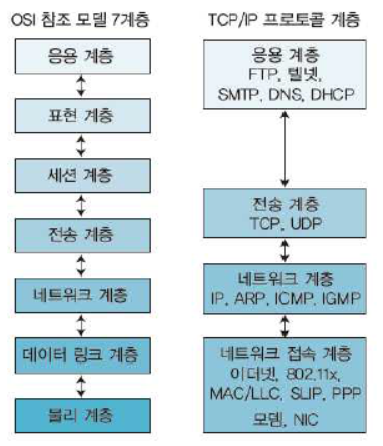 OSI 참조 모델 7계층
응용 계층
표현 계층
세션 계층
전송 계층
네트워크 계층
데이터 링크 계층
물리 계층
TCP/IP 프로토콜 계층
응용 계층
FTP, 텔넷,
SMTP, DNS, DHCP
전송 계층
TCP, UDP
네트워크 계층
IP, ARP, ICMP, IGMP
네트워크 접속 계층
이더넷, 802.11x,
MAC/LLC, SLIP, PPP
모뎀, NIC